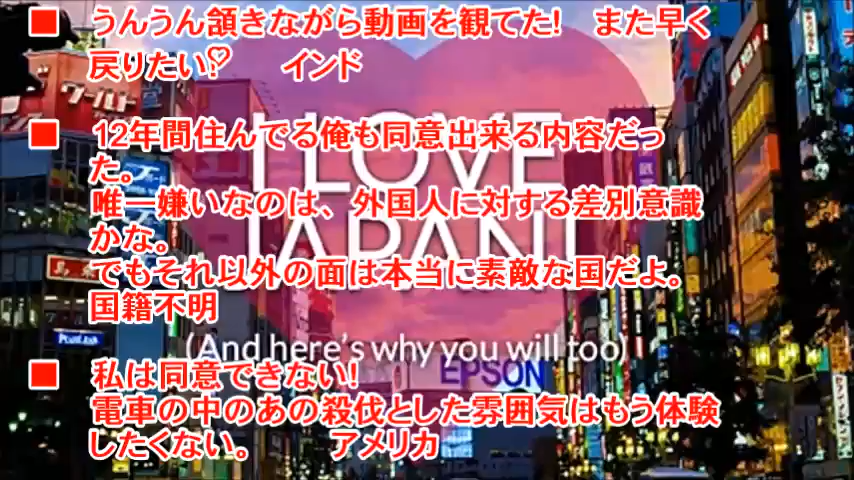 ■ うんうん頷きながら動画を観てた! また早く
戻りたい♡ インド
■ 12年間住んでる俺も同意出来る内容だっ
た。
唯一嫌いなのは、外国人に対する差別意識
かな。
でもそれ以外の面は本当に素敵な国だよ。
国籍不明
■ 私は同意できない!
電車の中のあの殺伐とした雰囲気はもう体験
したくない。 アメリカ
I LOVE
JAPAN!
(And here's why you will too)
EPSON